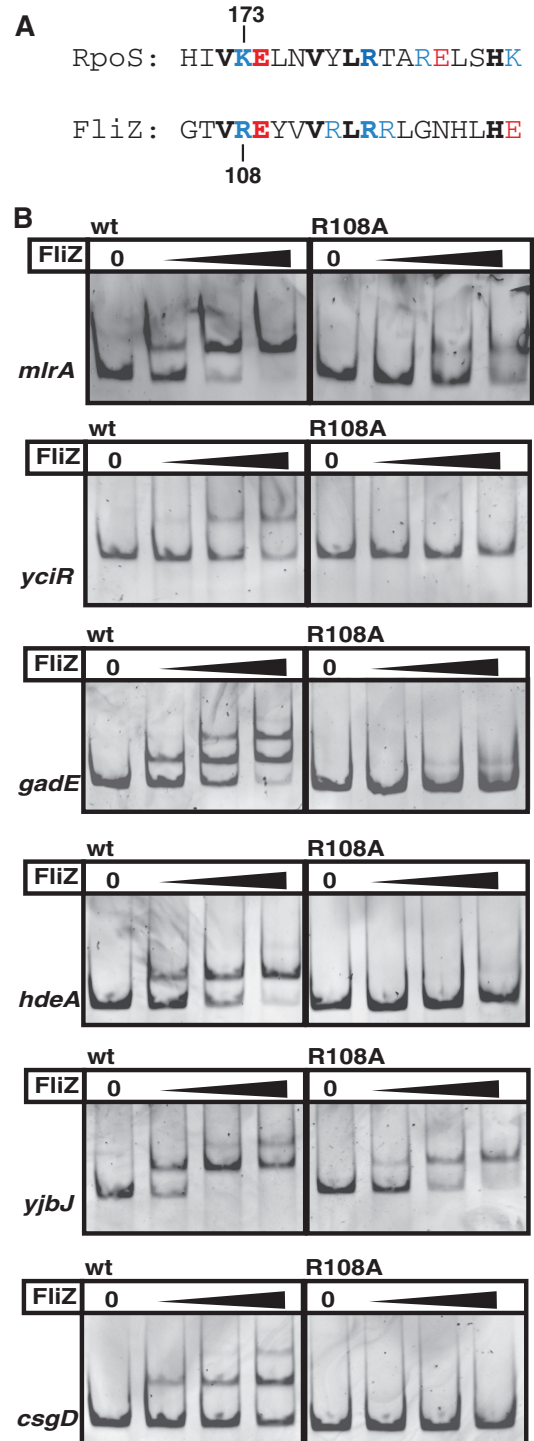 A
173
RpoS: HIVKELNVYLRTARELSHK
FliZ: GTVREYVVRLRRLGNHLHE
108
B
wt R108A
FliZ 0 0
mlrA
wt R108A
FliZ 0 0
yciR
wt R108A
FliZ 0 0
gadE
wt R108A
FliZ 0 0
hdeA
wt R108A
FliZ 0 0
yjbJ
wt R108A
FliZ 0 0
csgD